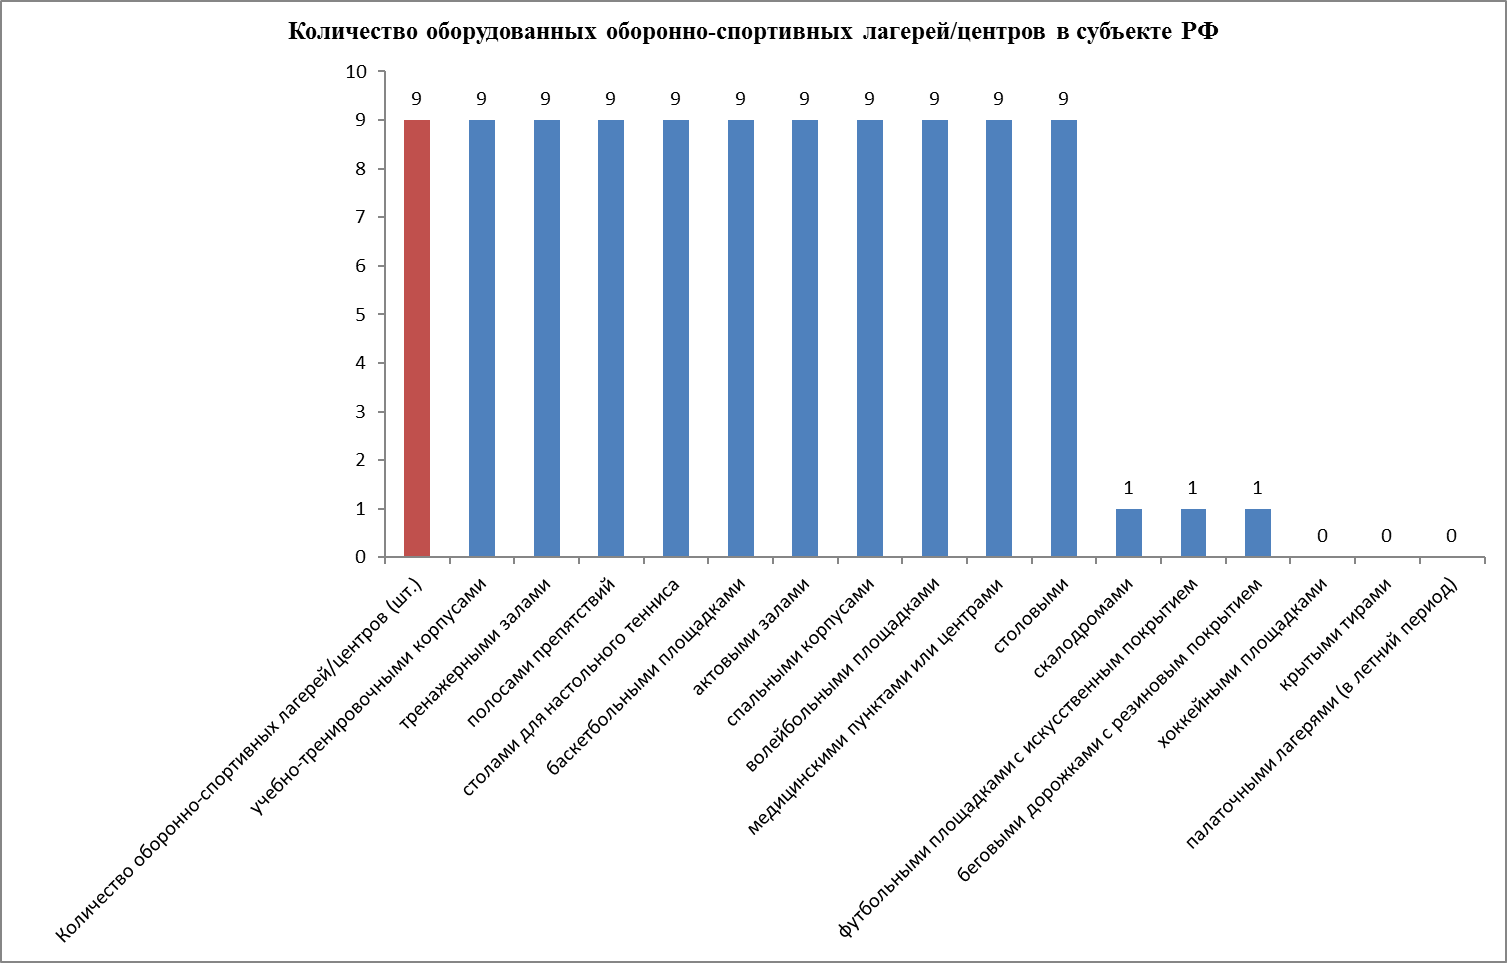 Количество оборудованных оборонно-спортивных лагерей/центров в субъекте РФ
10
9
8
7
6
5
4
3
2
1
0
9
9
9
9
9
9
9
9
9
9
9
1
1
1
0
0
0
Количество оборонно-спортивных лагерей/центров (шт.)
учебно-тренировочными корпусами
тренажерными залами
полосами препятствий
столами для настольного тенниса
баскетбольными площадками
актовыми залами
спальными корпусами
волейбольными площадками
медицинскими пунктами или центрами
столовыми
скалодромами
футбольными площадками с искусственным покрытием
беговыми дорожками с резиновым покрытием
хоккейными площадками
крытыми тирами
палаточными лагерями (в летний период)